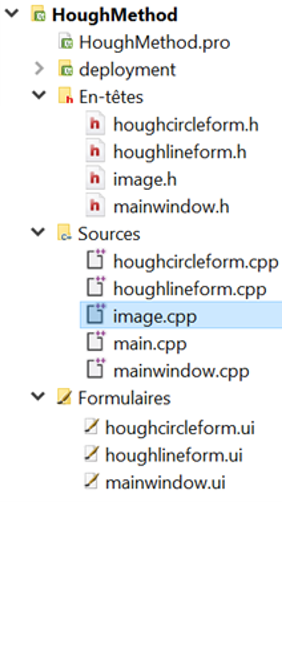 HoughMethod
HoughMethod.pro
deployment
En-têtes
houghcircleform.h
houghlineform.h
image.h
mainwindow.h
Sources
houghcircleform.cpp
houghlineform.cpp
image.cpp
main.cpp
mainwindow.cpp
Formulaires
houghcircleform.ui
houghlineform.ui
mainwindow.ui